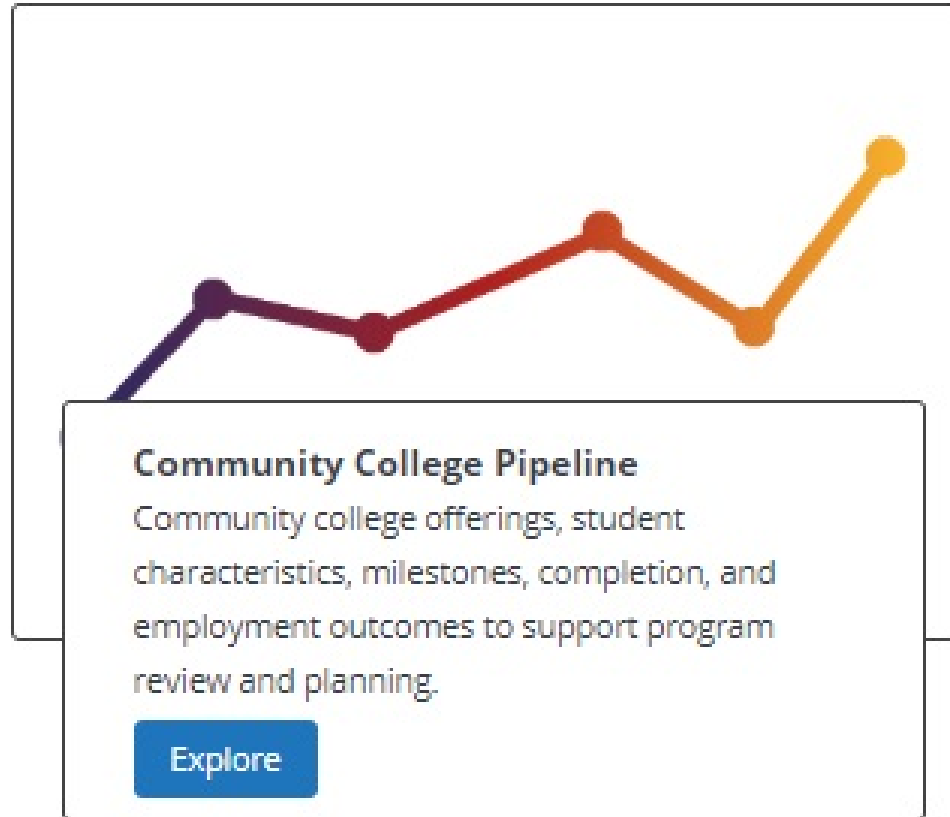 Community College Pipeline
Community college offerings, student
characteristics, milestones, completion, and
employment outcomes to support program
review and planning.
Explore